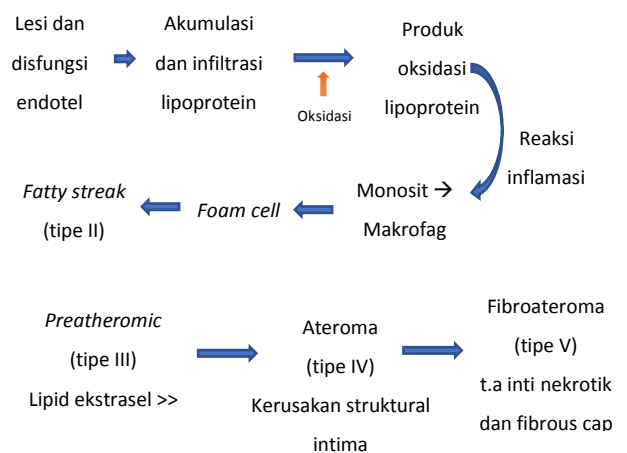 Lesi dan
disfungsi
endotel
Akumulasi
dan infiltrasi
lipoprotein
Oksidasi
Produk
oksidasi
lipoprotein
Reaksi
inflamasi
Monosit →
Makrofag
Foam cell
Fatty streak
(tipe II)
Preatheromic
(tipe III)
Lipid ekstrasel >>
Ateroma
(tipe IV)
Kerusakan struktural
intima
Fibroateroma
(tipe V)
t.a inti nekrotik
dan fibrous cap